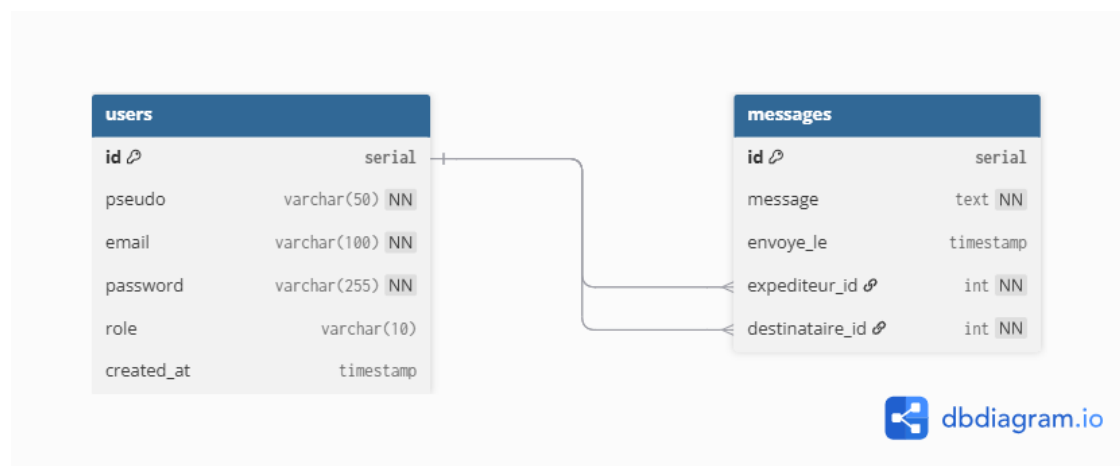 users
id serial
pseudo varchar(50) NN
email varchar(100) NN
password varchar(255) NN
role varchar(10)
created_at timestamp
messages
id serial
message text NN
envoye_le timestamp
expediteur_id int NN
destinataire_id int NN
dbdiagram.io